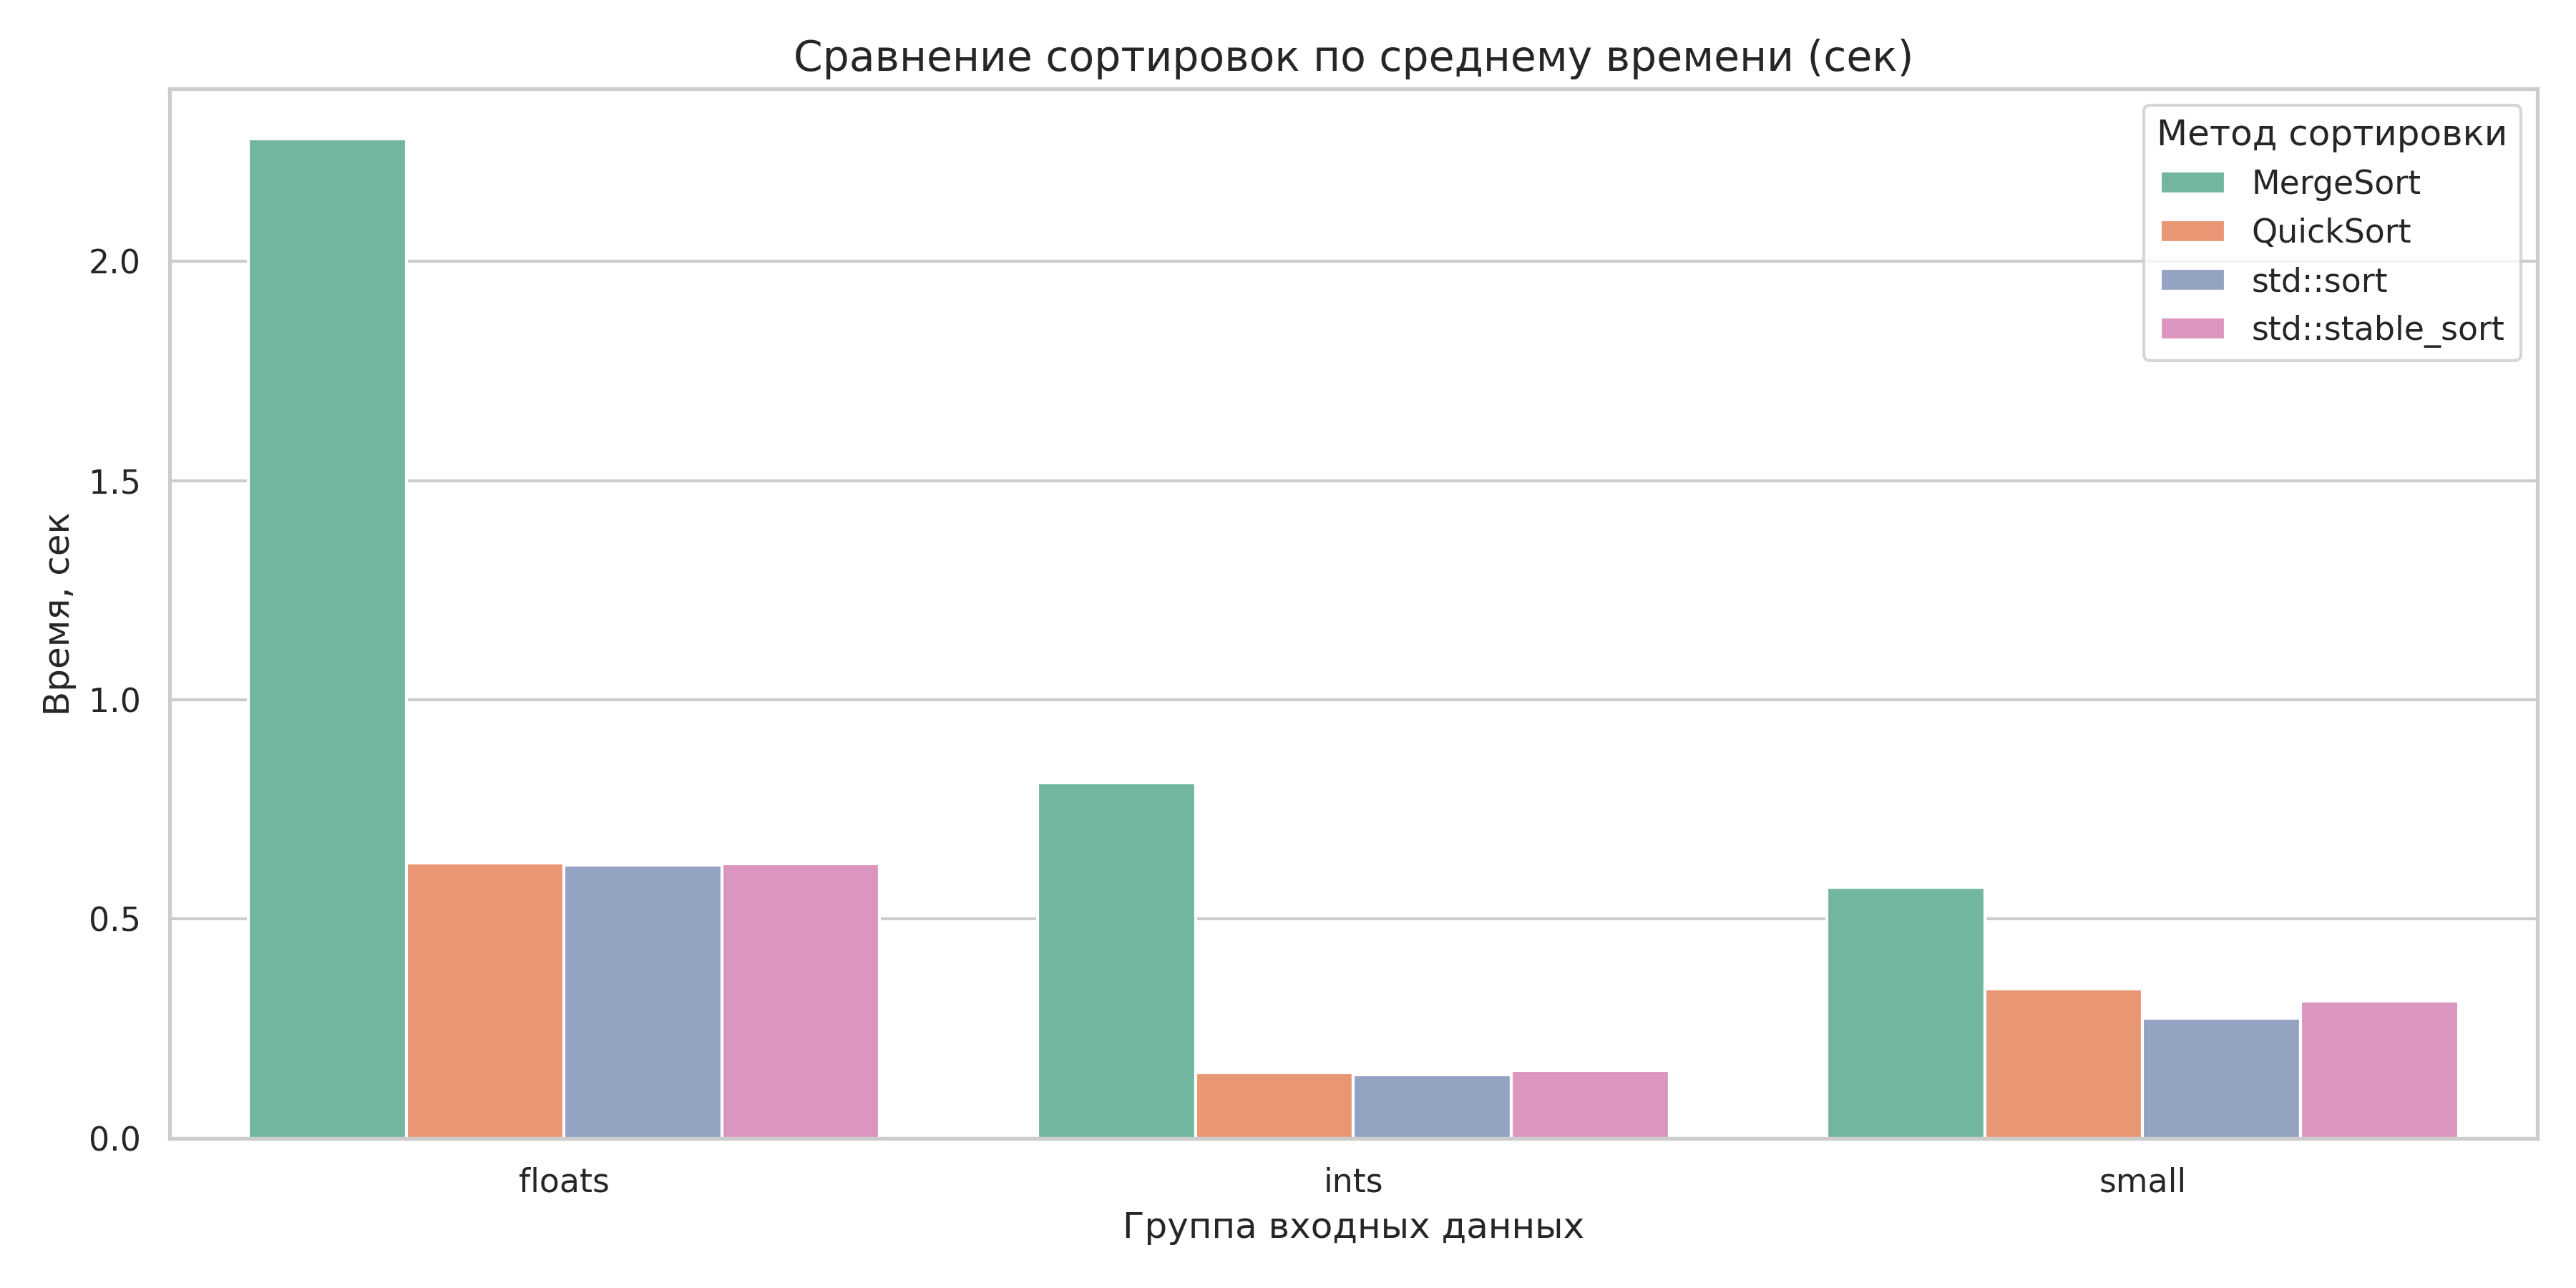 Сравнение сортировок по среднему времени (сек)
Метод сортировки
MergeSort
QuickSort
std::sort
std::stable_sort
Время, сек
2.0
1.5
1.0
0.5
0.0
floats
ints
small
Группа входных данных